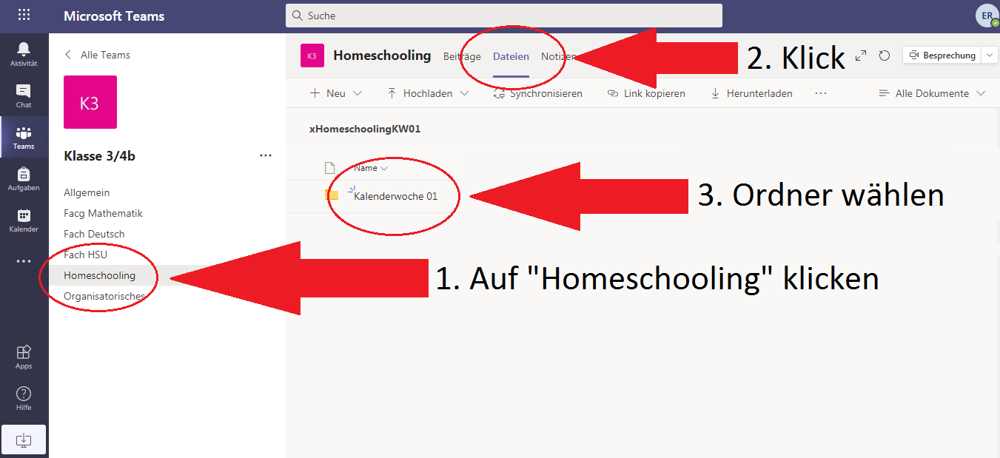 Microsoft Teams
Suche
ER
Aktivität
Chat
Teams
Aufgaben
Kalender
Apps
Hilfe
Alle Teams
K3
Klasse 3/4b
Allgemein
Facg Mathematik
Fach Deutsch
Fach HSU
Homeschooling
Organisatorisches
K3
Homeschooling
Beiträge
Dateien
Notizen
2. Klick
Besprechung
Neu
Hochladen
Synchronisieren
Link kopieren
Herunterladen
Alle Dokumente
xHomeschoolingKW01
Name
Kalenderwoche 01
3. Ordner wählen
1. Auf "Homeschooling" klicken